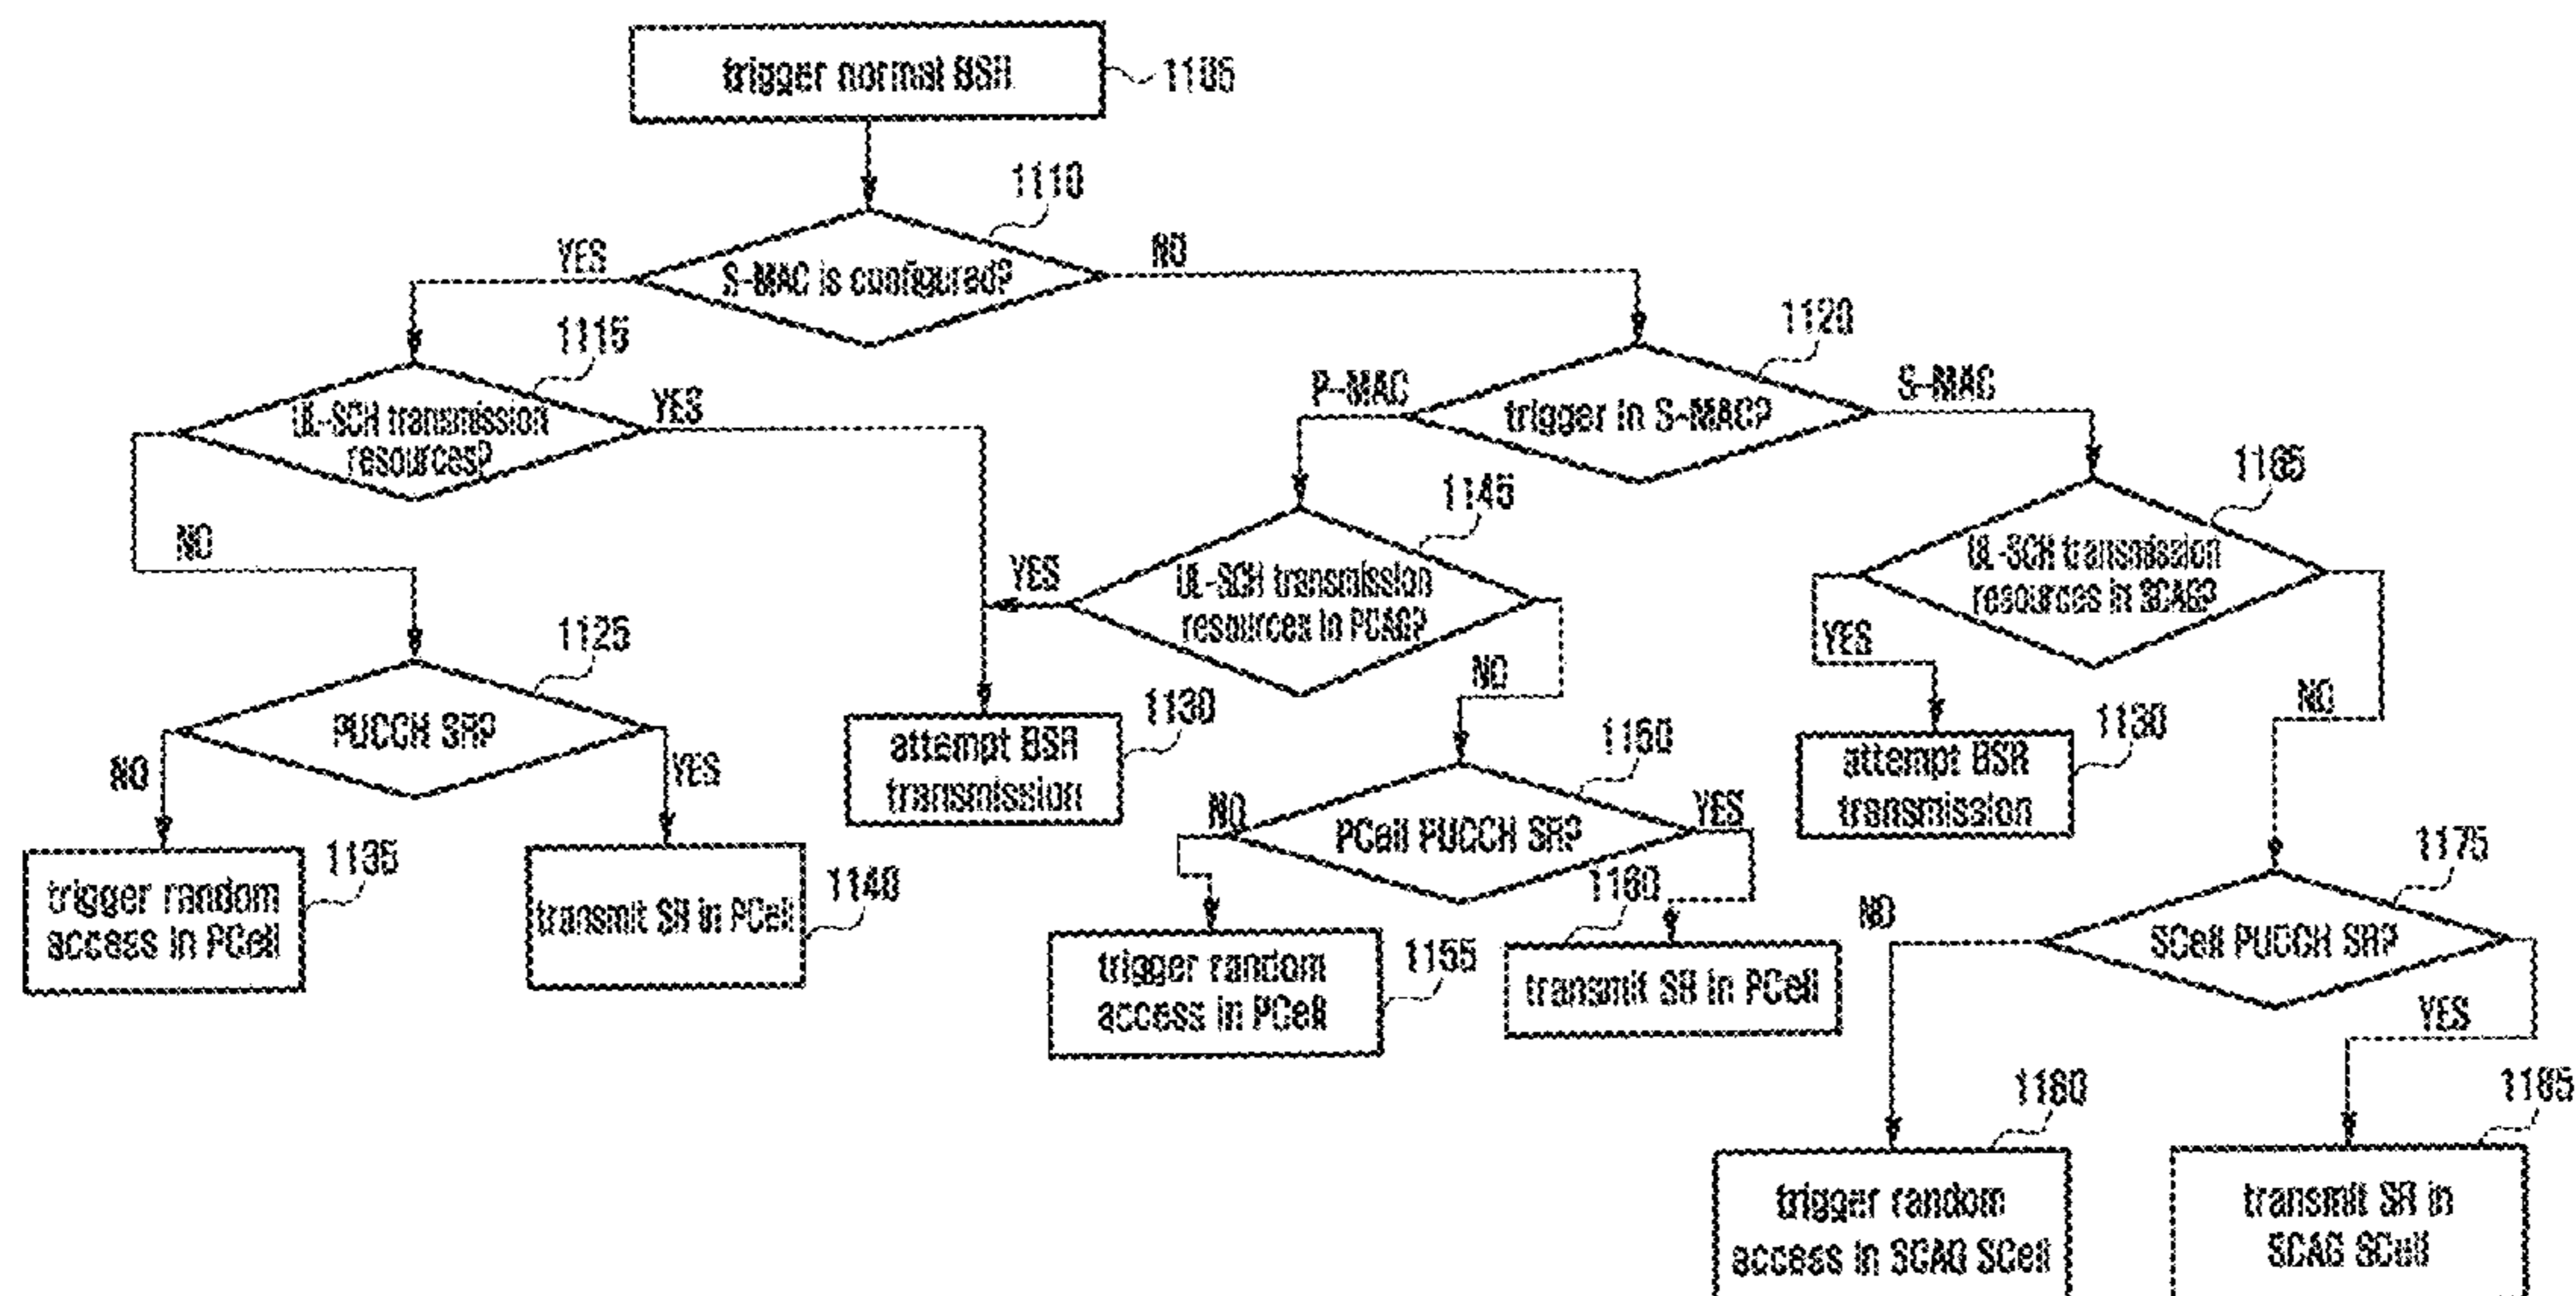 trigger normal BSR
1105
1110
S-MAC is configured?
YES
NO
1115
UL-SCH transmission
resources?
YES
NO
1120
trigger in S-MAC?
P-MAC
S-MAC
1145
UL-SCH transmission
resources in PCAG?
YES
NO
1165
UL-SCH transmission
resources in SCAG?
YES
NO
1125
PUCCH SR?
NO
YES
1130
attempt BSR
transmission
1150
PCell PUCCH SR?
NO
YES
1130
attempt BSR
transmission
1135
trigger random
access in PCell
1140
transmit SR in PCell
1155
trigger random
access in PCell
1160
transmit SR in PCell
1175
SCell PUCCH SR?
NO
YES
1180
trigger random
access in SCAG SCell
1185
transmit SR in
SCAG SCell